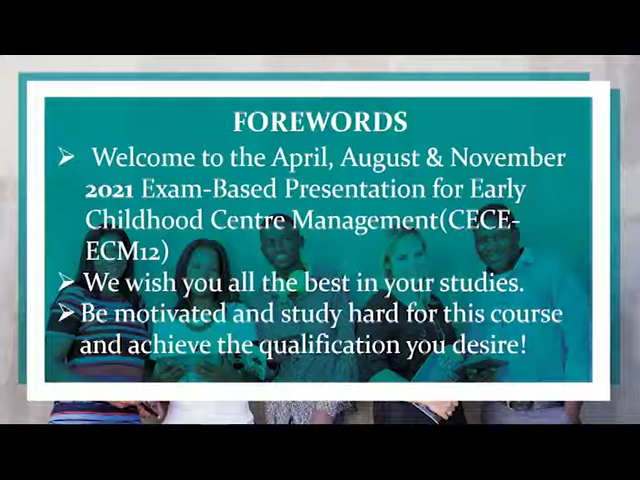 FOREWORDS
➢ Welcome to the April, August & November
2021 Exam-Based Presentation for Early
Childhood Centre Management(CECE-
ECM12)
➢ We wish you all the best in your studies.
➢ Be motivated and study hard for this course
and achieve the qualification you desire!